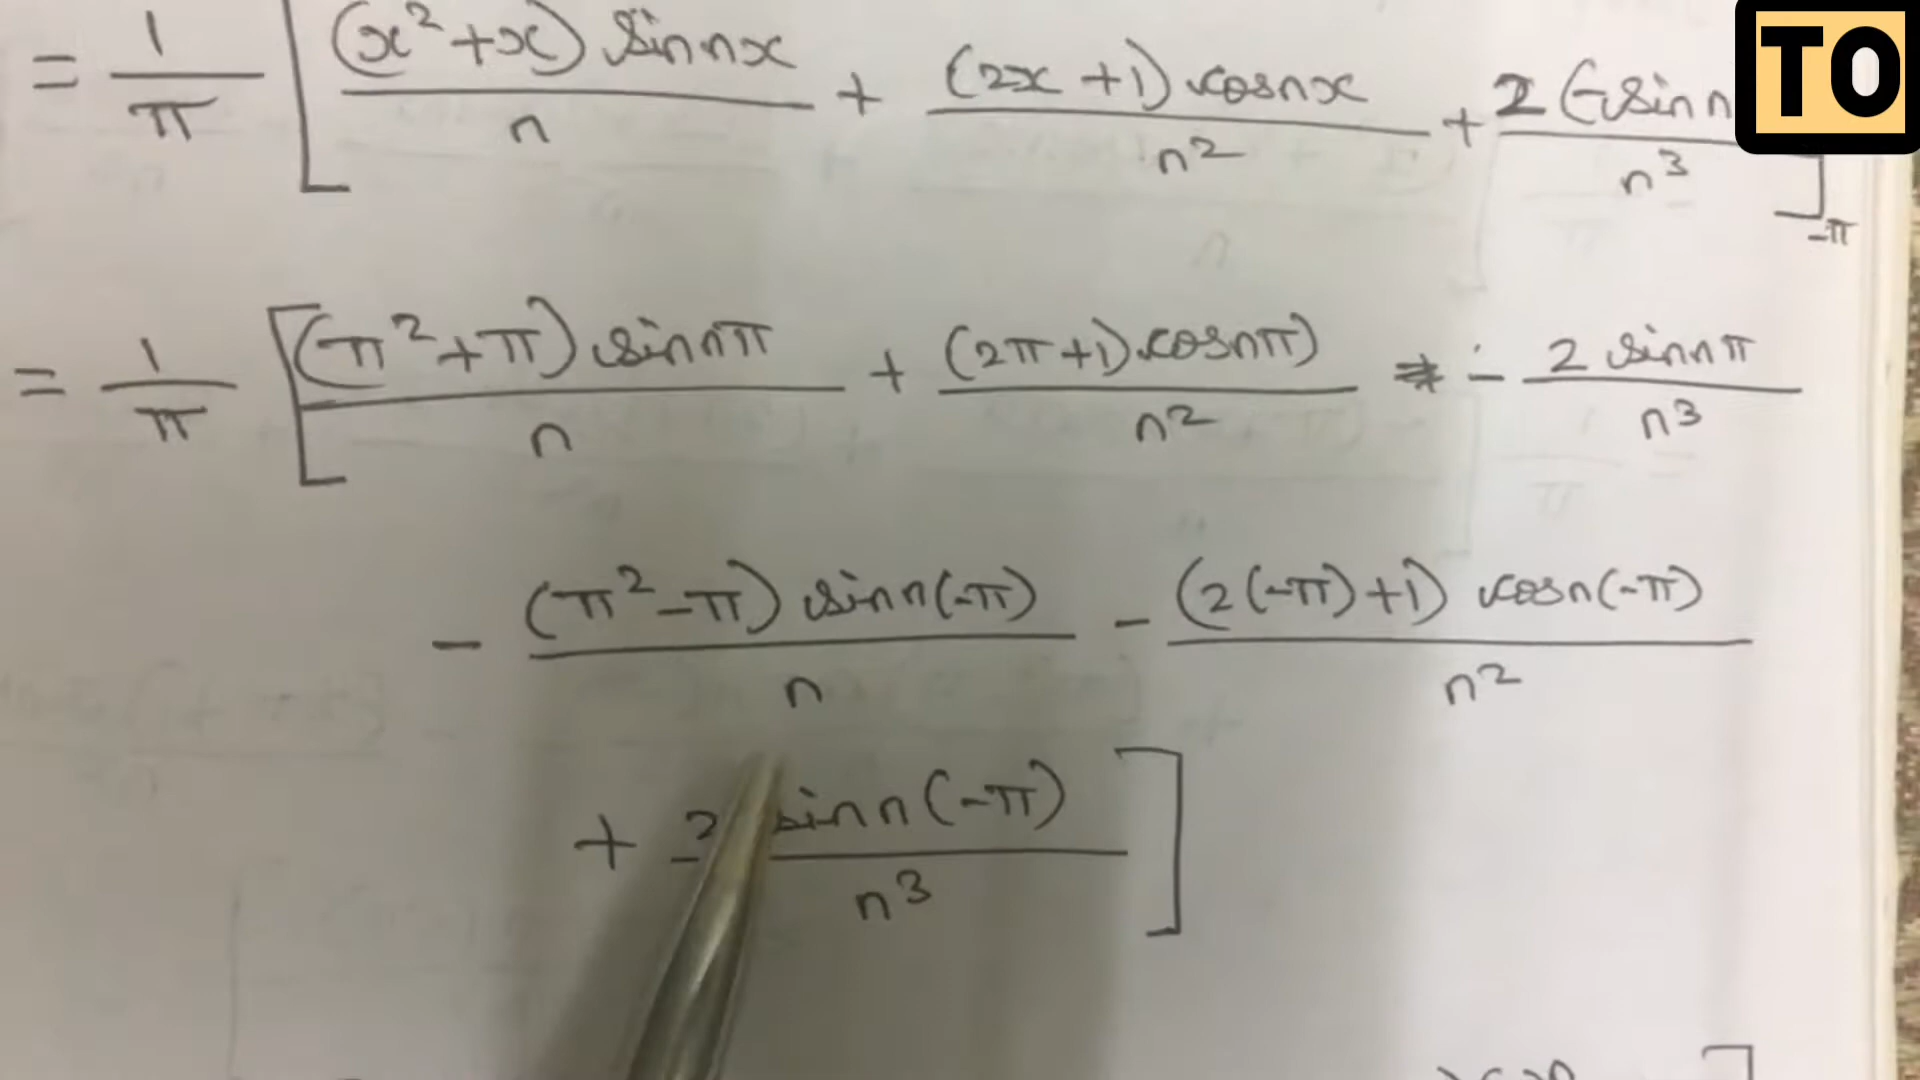 = 1/π [ (x²+x) sin nx / n + (2x+1) cos nx / n² + 2(-sin n / n³ ]-π
TO
= 1/π [ (π²+π) sin nπ / n + (2π+1) cos nπ) / n² - 2 sin nπ / n³
- (π²-π) sin n(-π) / n - (2(-π)+1) cos n(-π) / n²
+ 2 sin n(-π) / n³ ]
]